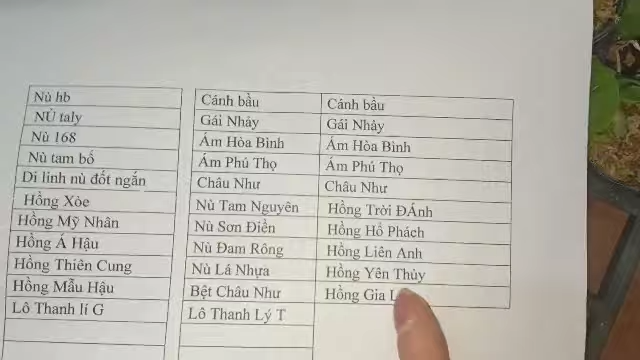 Nù hb
NÙ taly
Nù 168
Nù tam bố
Di linh nù đốt ngắn
Hồng Xòe
Hồng Mỹ Nhân
Hồng Á Hậu
Hồng Thiên Cung
Hồng Mẫu Hậu
Lô Thanh lí G
Cánh bầu
Gái Nhảy
Ám Hòa Bình
Ám Phú Thọ
Châu Như
Nù Tam Nguyên
Nù Sơn Điền
Nù Đam Rông
Nù Lá Nhựa
Bệt Châu Như
Lô Thanh Lý T
Cánh bầu
Gái Nhảy
Ám Hòa Bình
Ám Phú Thọ
Châu Như
Hồng Trời ĐÁnh
Hồng Hổ Phách
Hồng Liên Anh
Hồng Yên Thủy
Hồng Gia